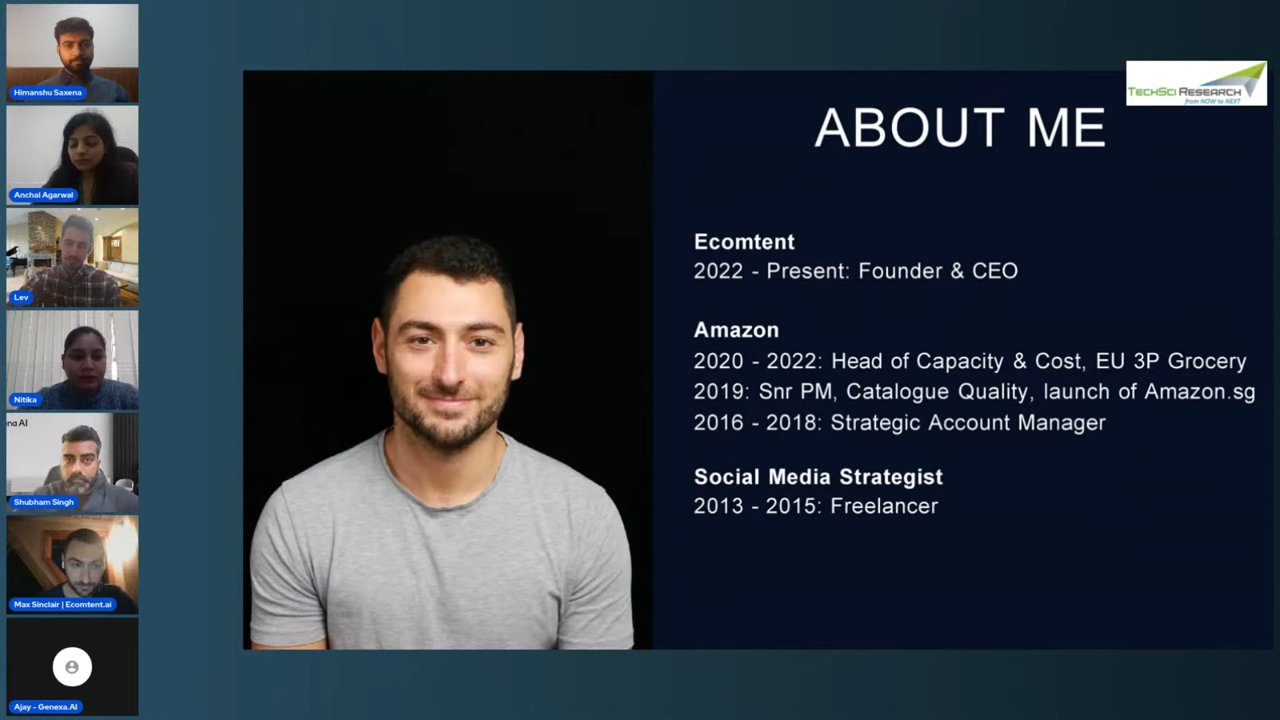 Himanshu Saxena
Anchal Agarwal
Lev
Nitika
na AI
Shubham Singh
Max Sinclair | Ecomtent.ai
Ajay - Genexa.AI
TechSci Research
from NOW to NEXT
ABOUT ME
Ecomtent
2022 - Present: Founder & CEO
Amazon
2020 - 2022: Head of Capacity & Cost, EU 3P Grocery
2019: Snr PM, Catalogue Quality, launch of Amazon.sg
2016 - 2018: Strategic Account Manager
Social Media Strategist
2013 - 2015: Freelancer